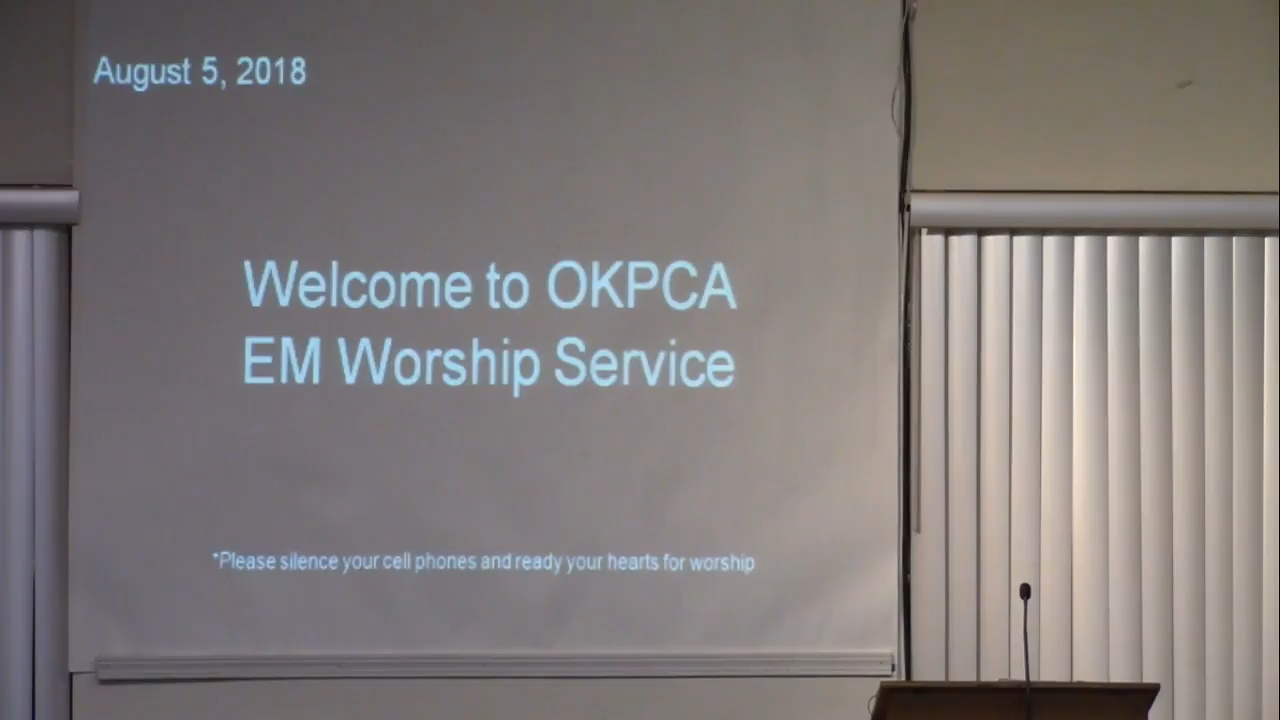 August 5, 2018
Welcome to OKPCA
EM Worship Service
*Please silence your cell phones and ready your hearts for worship